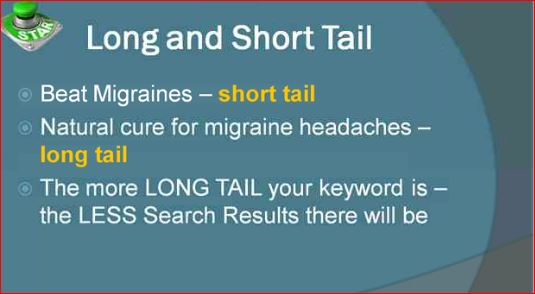 STAR
Long and Short Tail
Beat Migraines – short tail
Natural cure for migraine headaches –
long tail
The more LONG TAIL your keyword is –
the LESS Search Results there will be